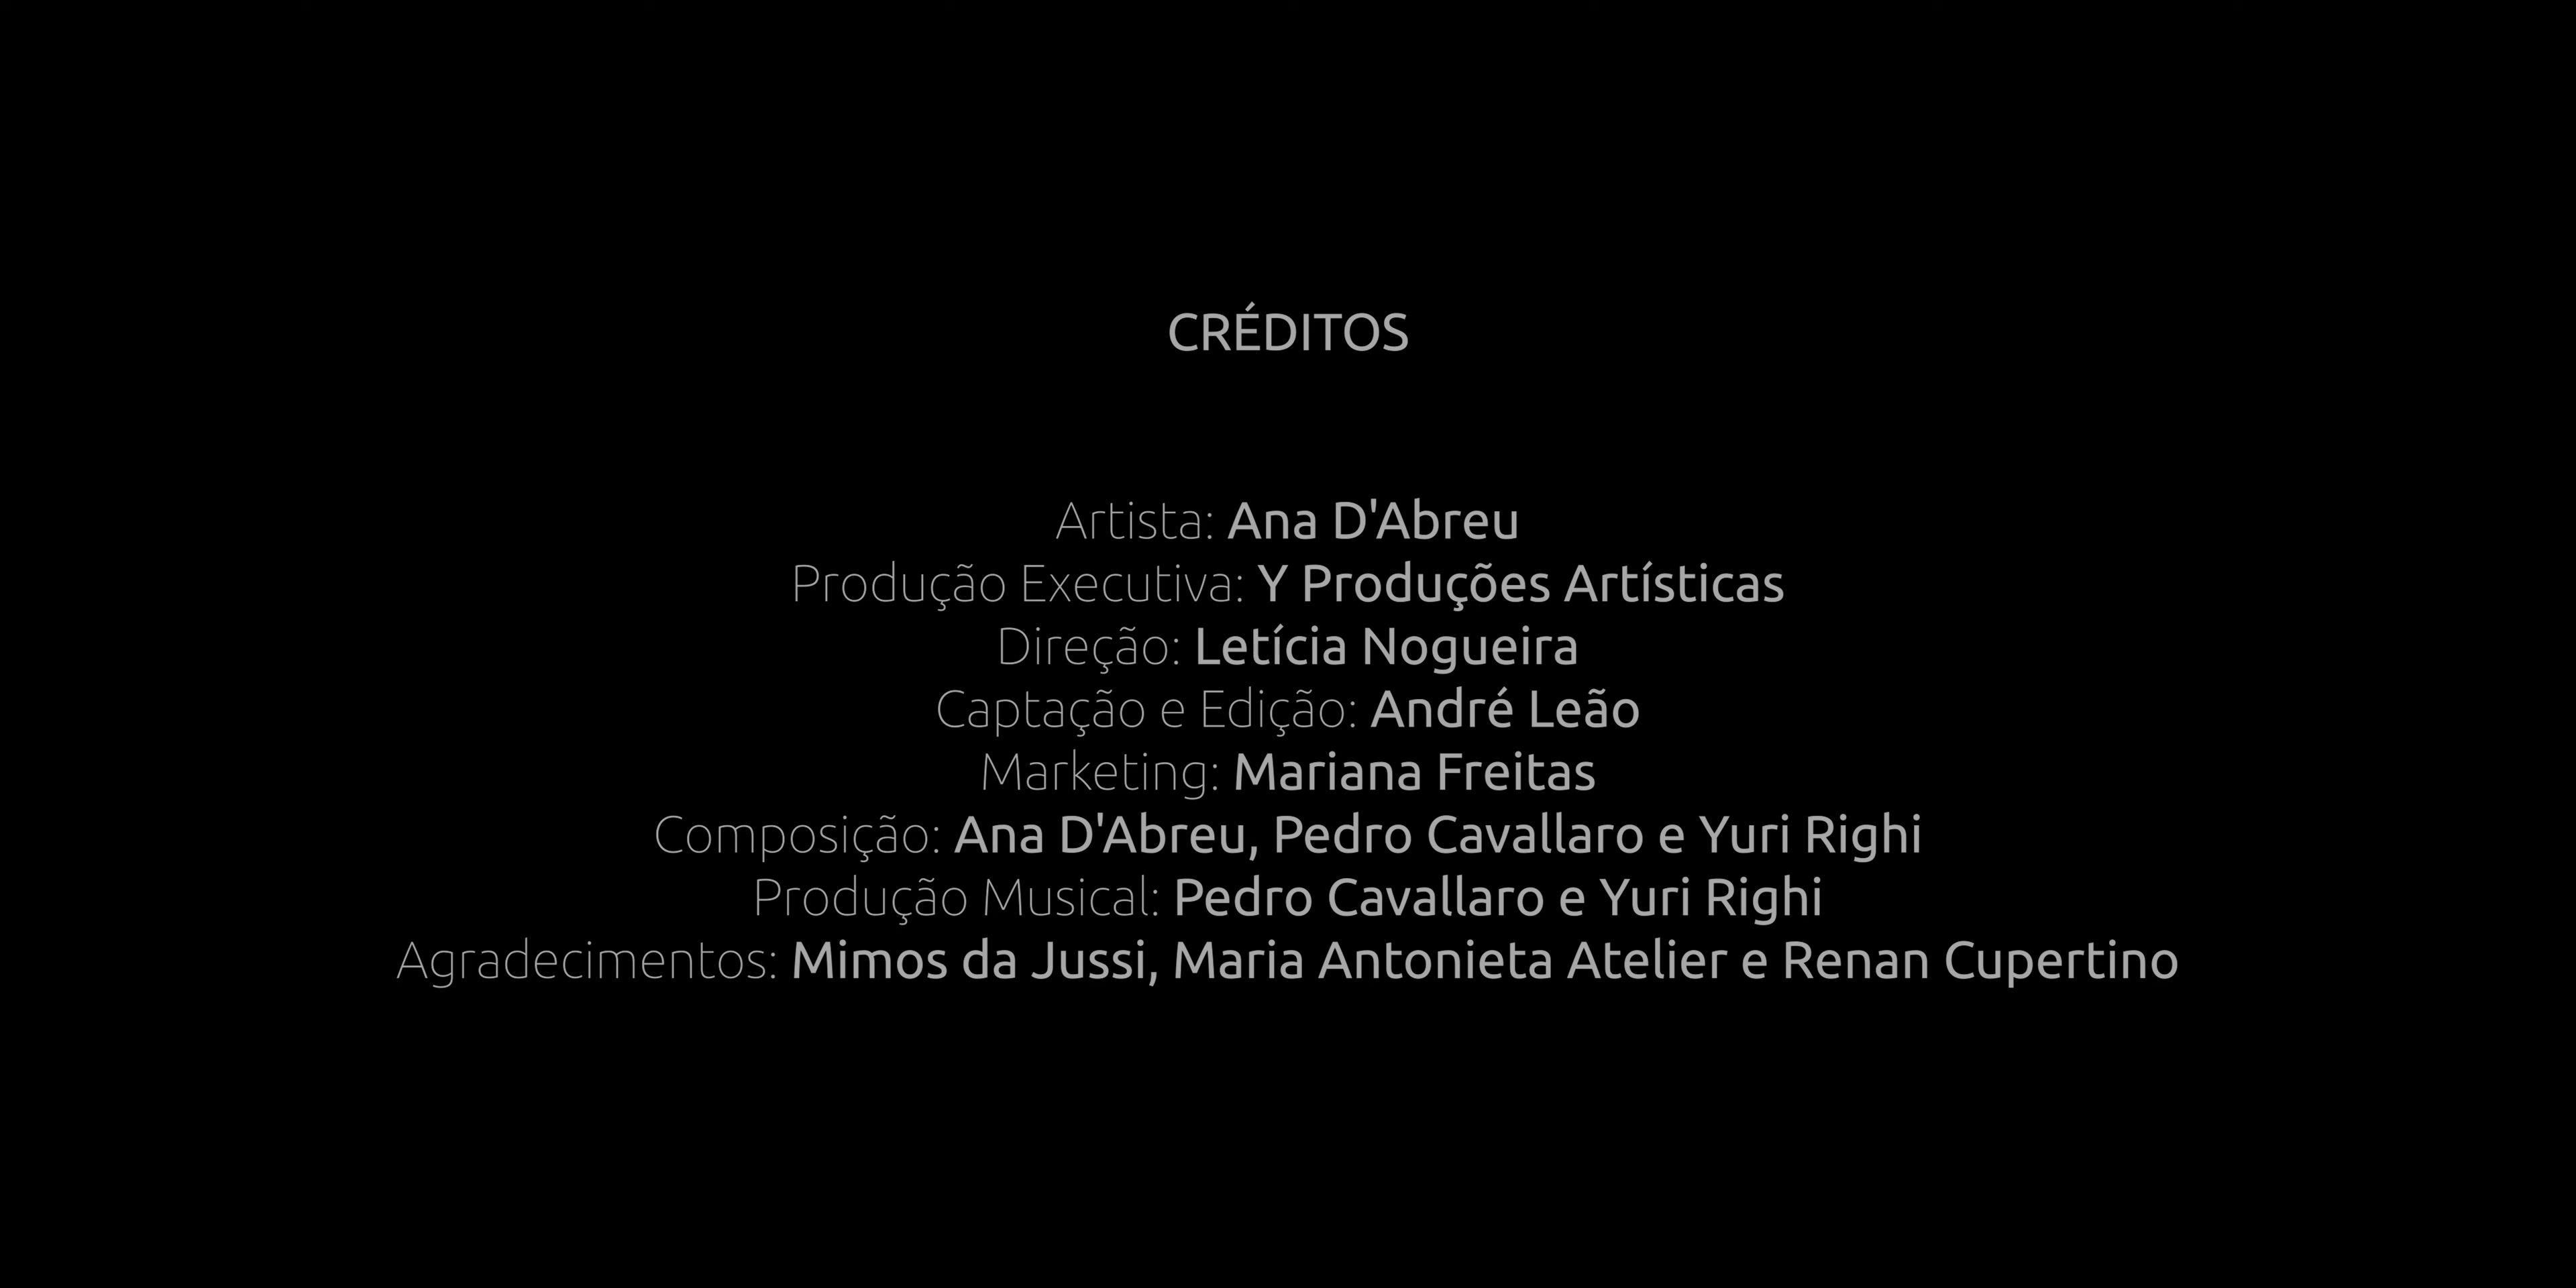 CRÉDITOS
Artista: Ana D'Abreu
Produção Executiva: Y Produções Artísticas
Direção: Letícia Nogueira
Captação e Edição: André Leão
Marketing: Mariana Freitas
Composição: Ana D'Abreu, Pedro Cavallaro e Yuri Righi
Produção Musical: Pedro Cavallaro e Yuri Righi
Agradecimentos: Mimos da Jussi, Maria Antonieta Atelier e Renan Cupertino